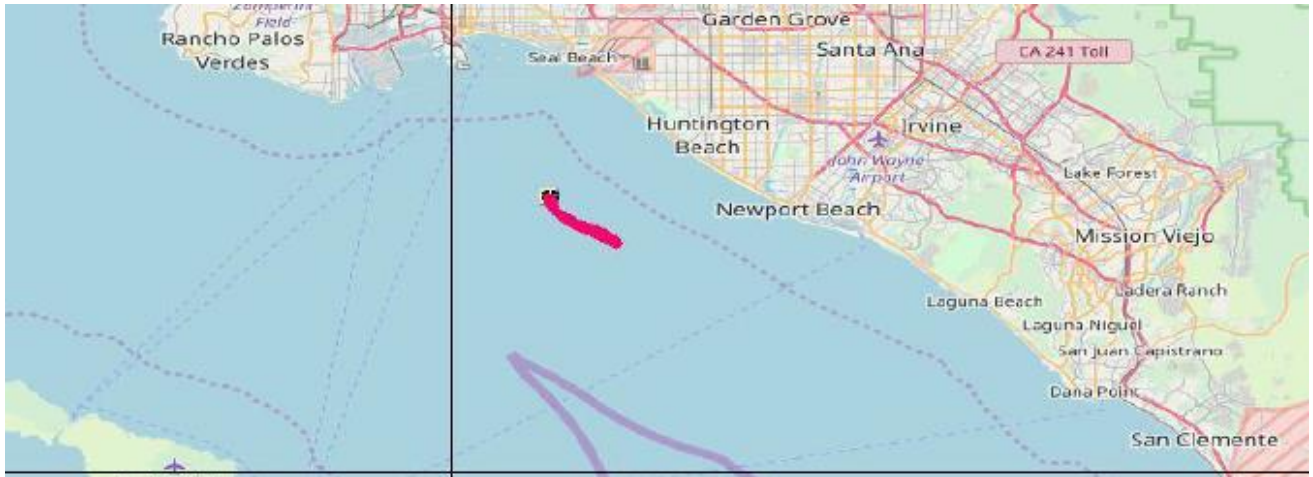 Field
Rancho Palos
Verdes
Garden Grove
Santa Ana
CA 241 Toll
Seal Beach
Huntington
Beach
Irvine
John Wayne
Airport
Lake Forest
Newport Beach
Mission Viejo
Ladera Ranch
Laguna Beach
Laguna Niguel
San Juan Capistrano
Dana Point
San Clemente